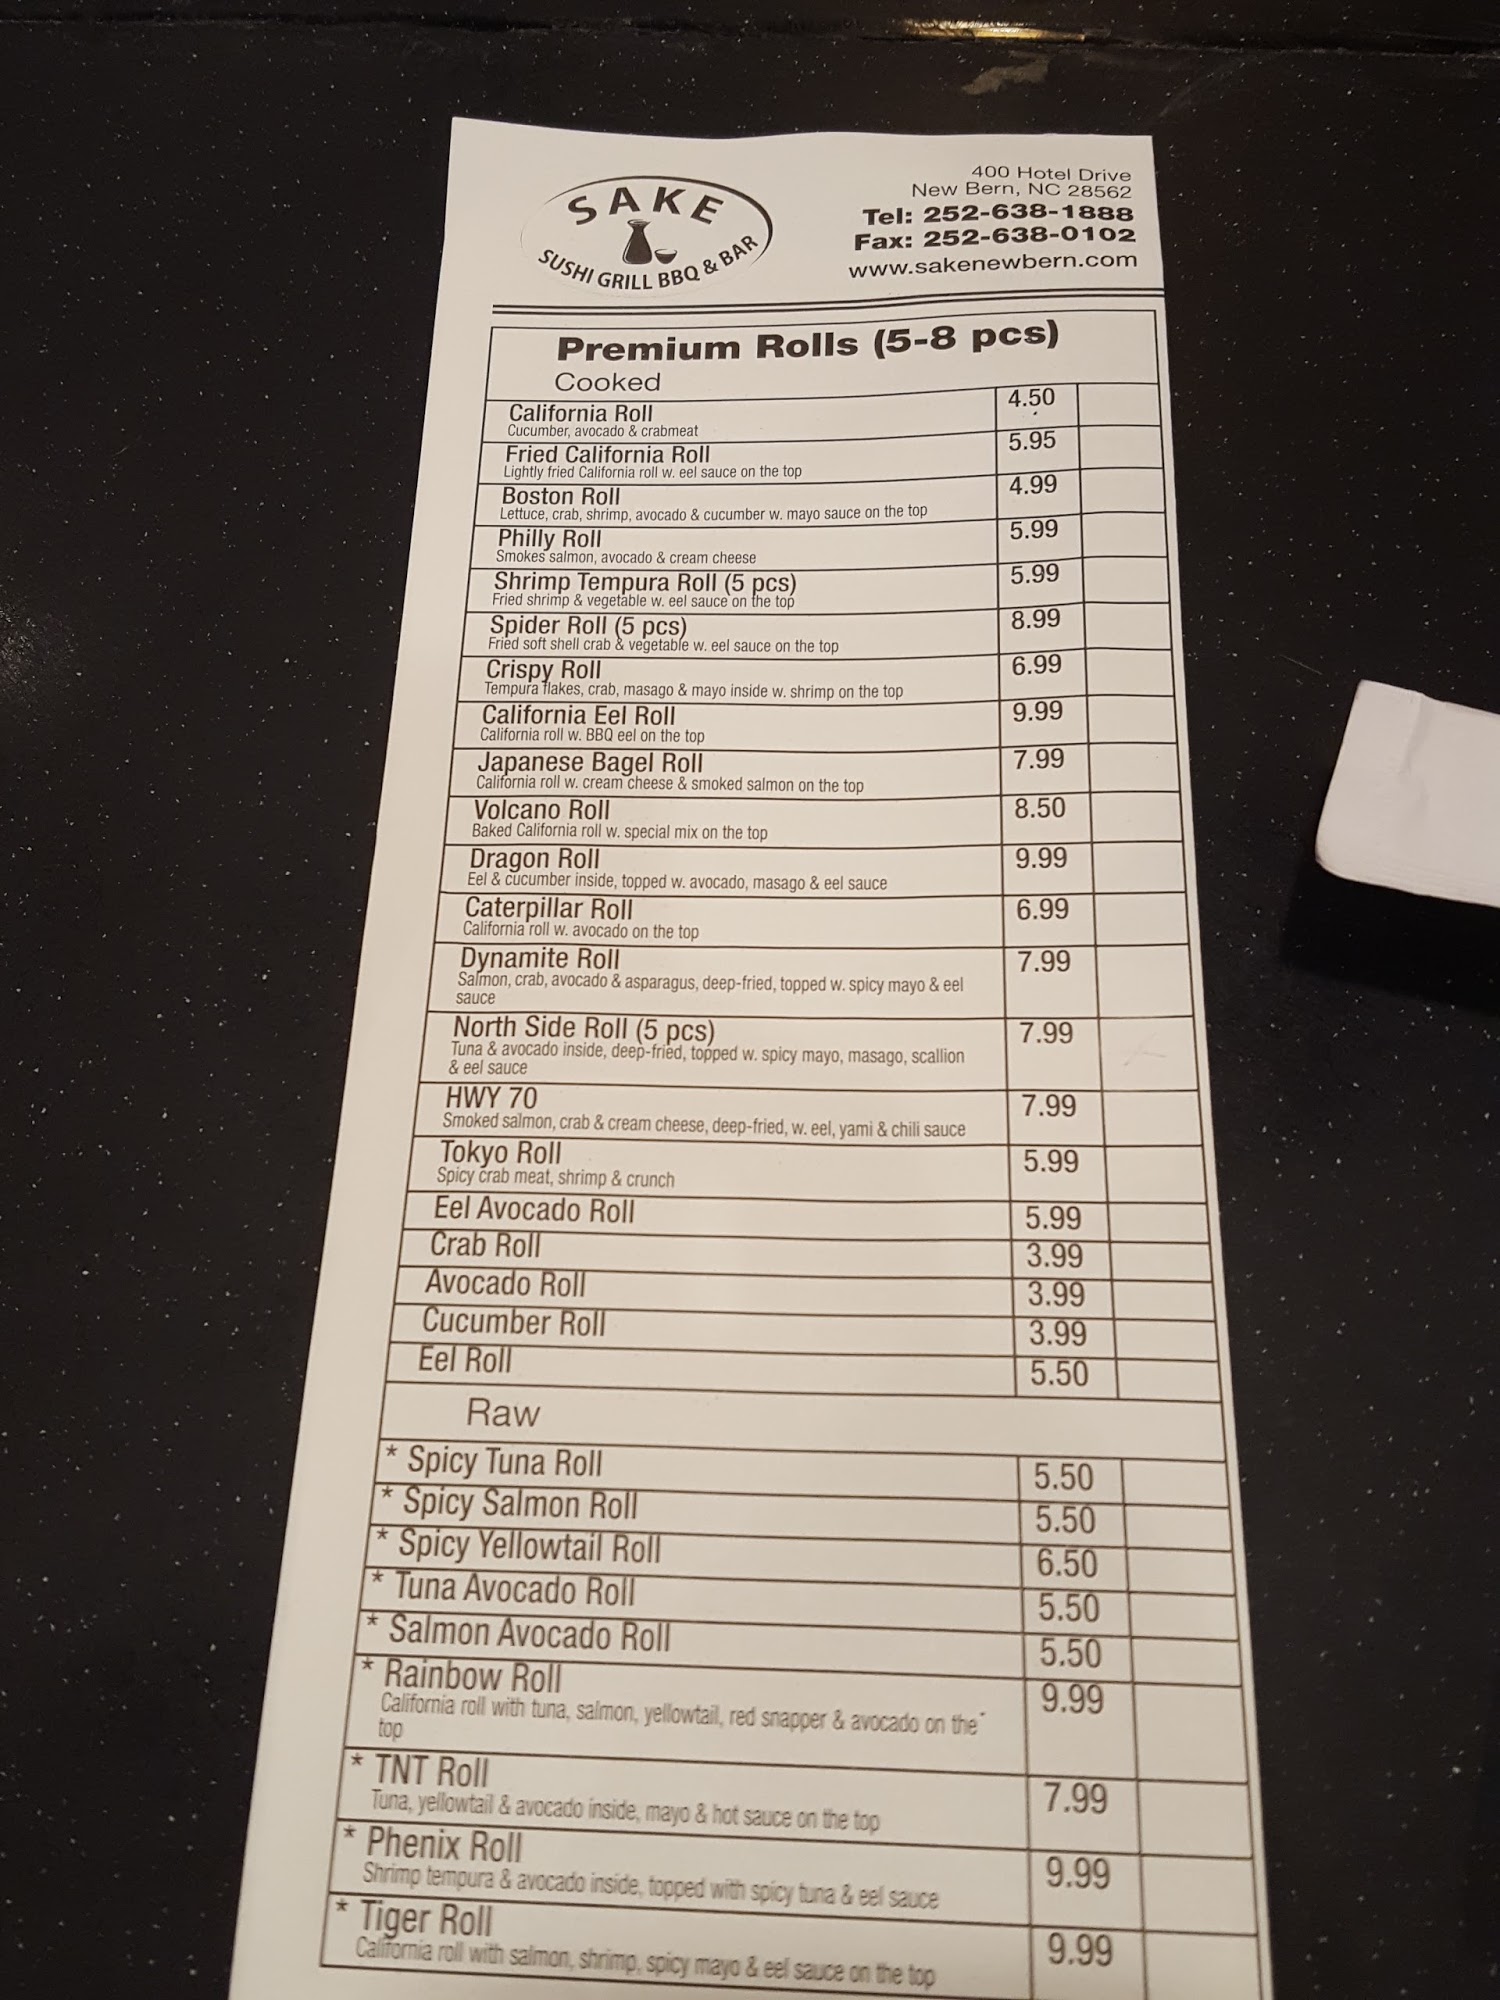 SAKE
SUSHI GRILL BBQ & BAR
400 Hotel Drive
New Bern, NC 28562
Tel: 252-638-1888
Fax: 252-638-0102
www.sakenewbern.com
Premium Rolls (5-8 pcs)
Cooked
California Roll 4.50
Cucumber, avocado & crabmeat
Fried California Roll 5.95
Lightly fried California roll w. eel sauce on the top
Boston Roll 4.99
Lettuce, crab, shrimp, avocado & cucumber w. mayo sauce on the top
Philly Roll 5.99
Smokes salmon, avocado & cream cheese
Shrimp Tempura Roll (5 pcs) 5.99
Fried shrimp & vegetable w. eel sauce on the top
Spider Roll (5 pcs) 8.99
Fried soft shell crab & vegetable w. eel sauce on the top
Crispy Roll 6.99
Tempura flakes, crab, masago & mayo inside w. shrimp on the top
California Eel Roll 9.99
California roll w. BBQ eel on the top
Japanese Bagel Roll 7.99
California roll w. cream cheese & smoked salmon on the top
Volcano Roll 8.50
Baked California roll w. special mix on the top
Dragon Roll 9.99
Eel & cucumber inside, topped w. avocado, masago & eel sauce
Caterpillar Roll 6.99
California roll w. avocado on the top
Dynamite Roll 7.99
Salmon, crab, avocado & asparagus, deep-fried, topped w. spicy mayo & eel
sauce
North Side Roll (5 pcs) 7.99
Tuna & avocado inside, deep-fried, topped w. spicy mayo, masago, scallion
& eel sauce
HWY 70 7.99
Smoked salmon, crab & cream cheese, deep-fried, w. eel, yami & chili sauce
Tokyo Roll 5.99
Spicy crab meat, shrimp & crunch
Eel Avocado Roll 5.99
Crab Roll 3.99
Avocado Roll 3.99
Cucumber Roll 3.99
Eel Roll 5.50
Raw
* Spicy Tuna Roll 5.50
* Spicy Salmon Roll 5.50
* Spicy Yellowtail Roll 6.50
* Tuna Avocado Roll 5.50
* Salmon Avocado Roll 5.50
* Rainbow Roll 9.99
California roll with tuna, salmon, yellowtail, red snapper & avocado on the
top
* TNT Roll 7.99
Tuna, yellowtail & avocado inside, mayo & hot sauce on the top
* Phenix Roll 9.99
Shrimp tempura & avocado inside, topped with spicy tuna & eel sauce
* Tiger Roll 9.99
California roll with salmon, shrimp, spicy mayo & eel sauce on the top